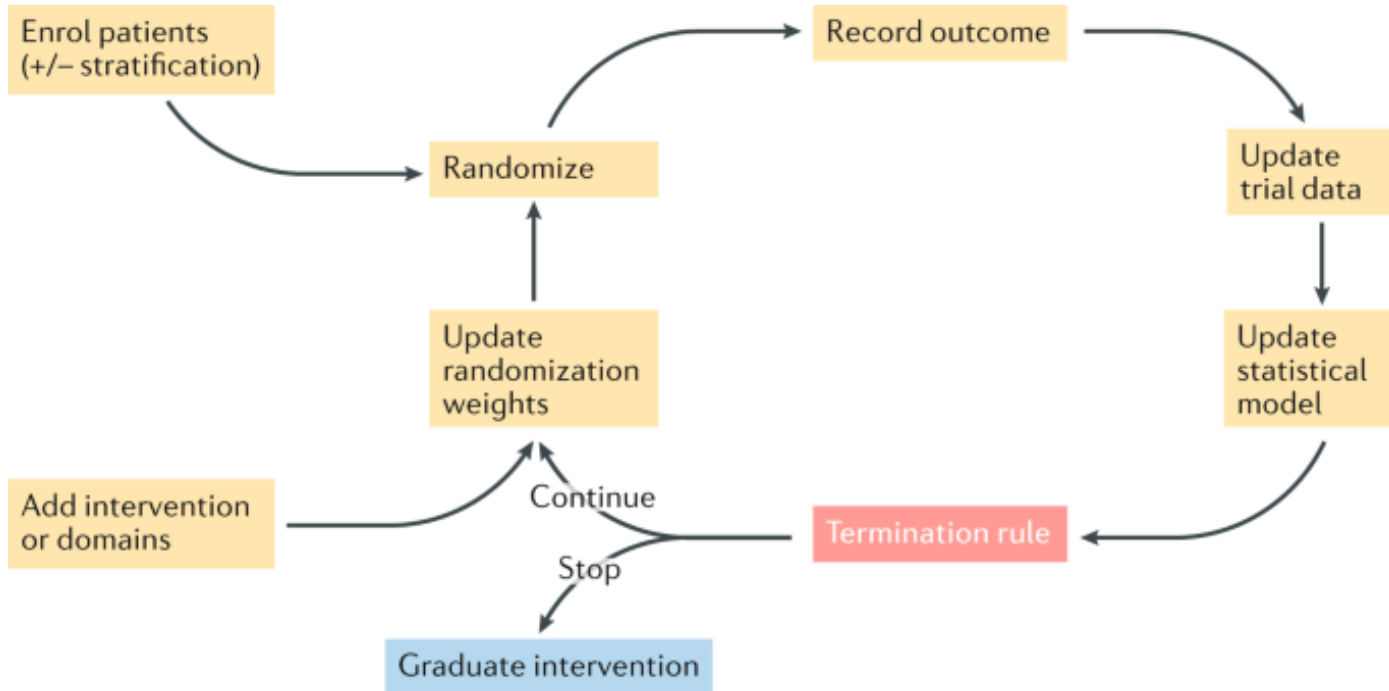 Enrol patients
(+/– stratification)
Record outcome
Randomize
Update
trial data
Update
randomization
weights
Update
statistical
model
Add intervention
or domains
Continue
Termination rule
Stop
Graduate intervention